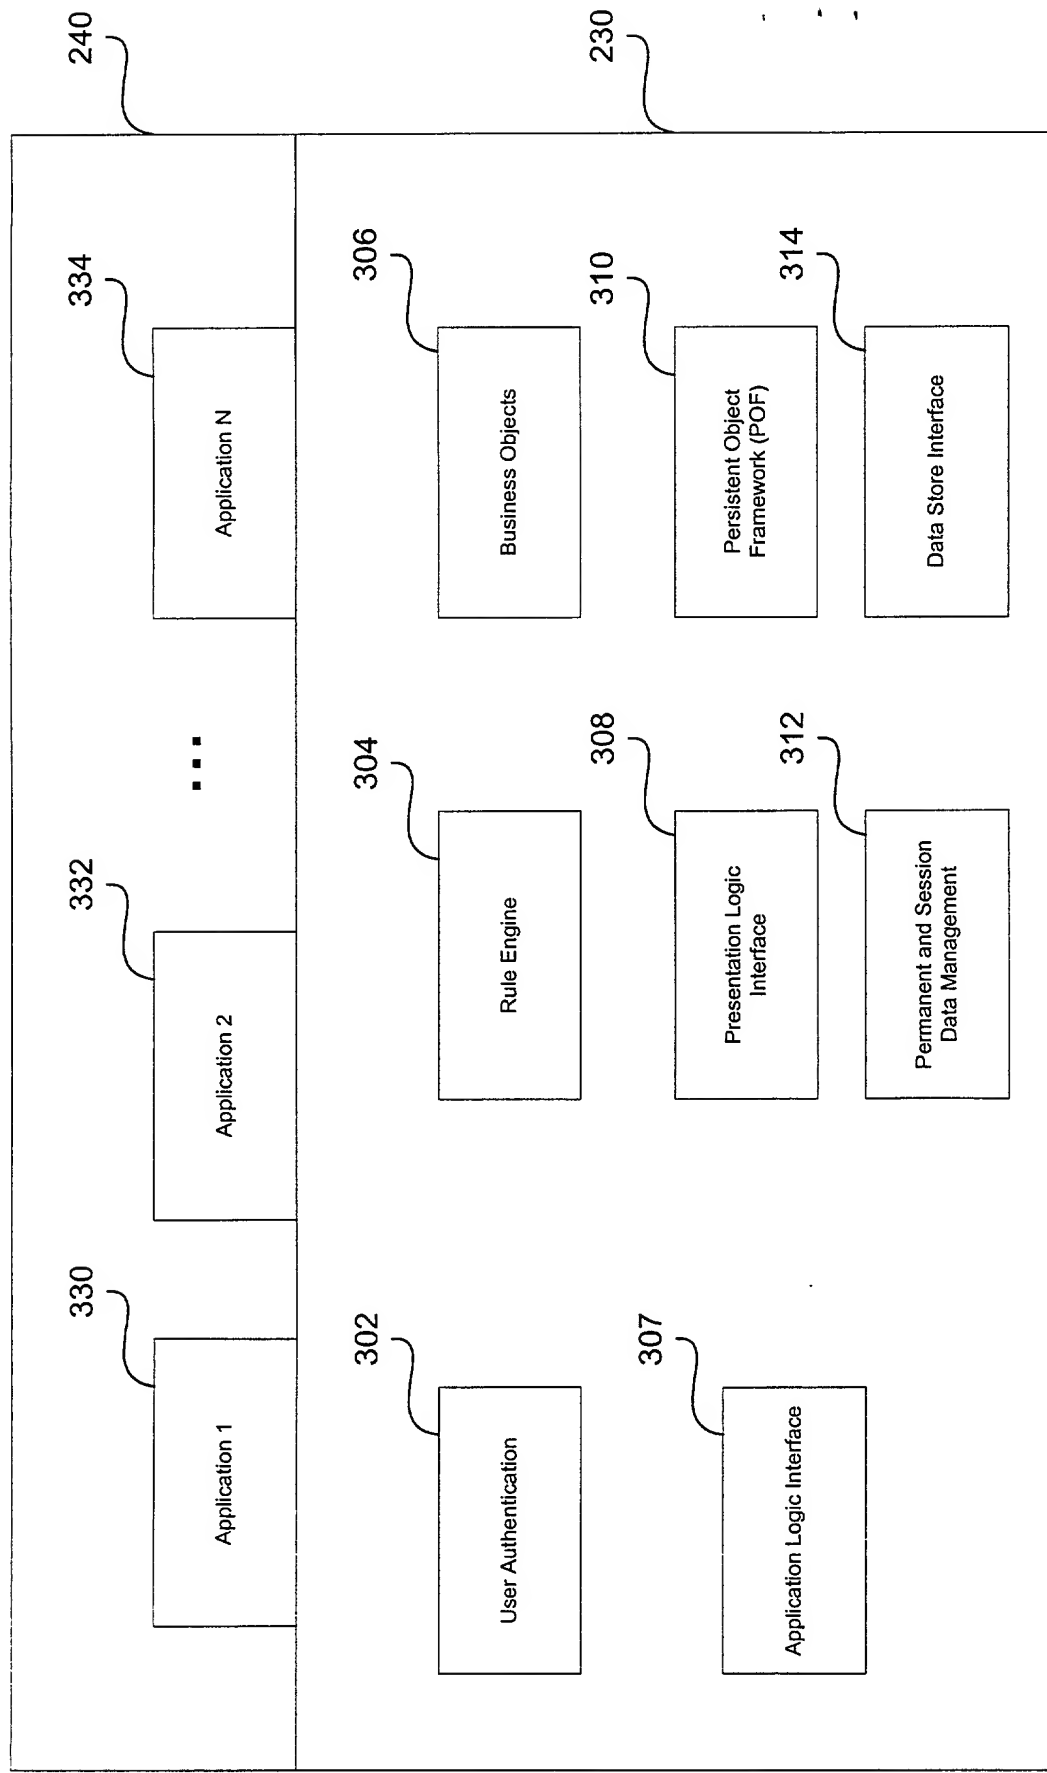 240
330
332
334
Application 1
Application 2
...
Application N
230
302
304
306
User Authentication
Rule Engine
Business Objects
307
308
310
Application Logic Interface
Presentation Logic
Interface
Persistent Object
Framework (POF)
312
314
Permanent and Session
Data Management
Data Store Interface